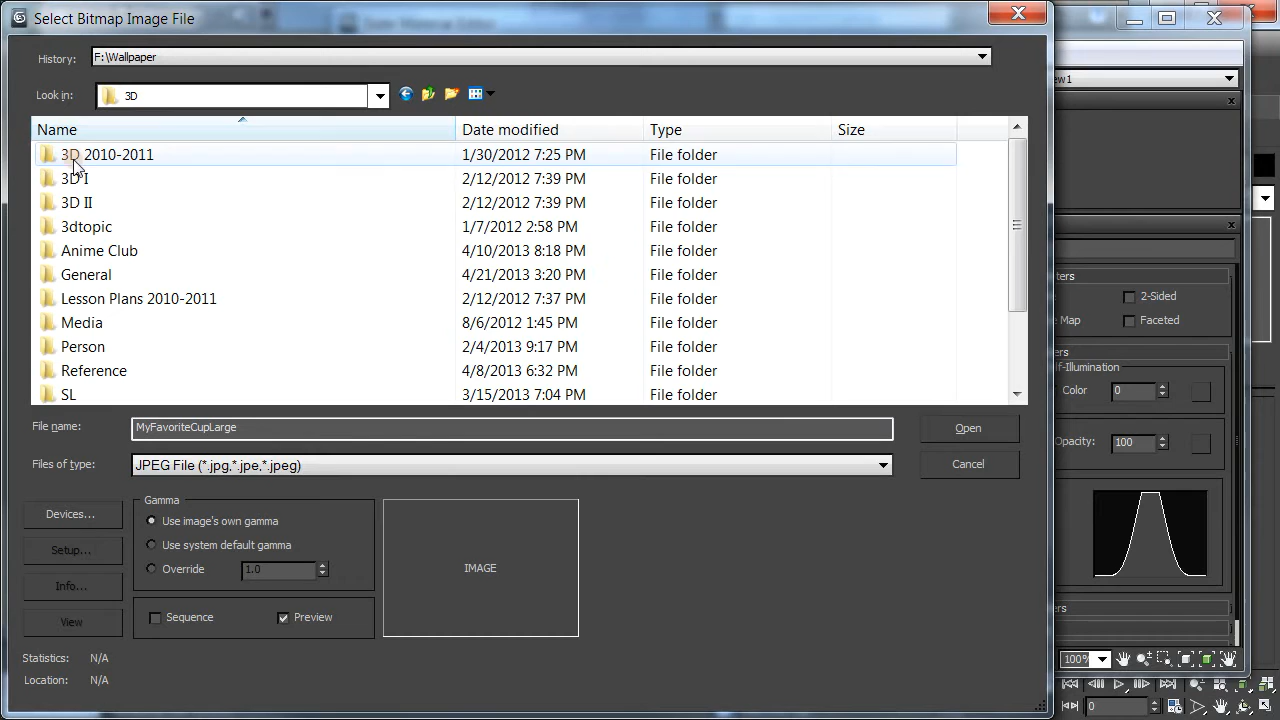 Select Bitmap Image File
History: F:\Wallpaper
Look in: 3D
Name Date modified Type Size
3D 2010-2011 1/30/2012 7:25 PM File folder
3D I 2/12/2012 7:39 PM File folder
3D II 2/12/2012 7:39 PM File folder
3dtopic 1/7/2012 2:58 PM File folder
Anime Club 4/10/2013 8:18 PM File folder
General 4/21/2013 3:20 PM File folder
Lesson Plans 2010-2011 2/12/2012 7:37 PM File folder
Media 8/6/2012 1:45 PM File folder
Person 2/4/2013 9:17 PM File folder
Reference 4/8/2013 6:32 PM File folder
SL 3/15/2013 7:04 PM File folder
File name: MyFavoriteCupLarge Open
Files of type: JPEG File (*.jpg,*.jpe,*.jpeg) Cancel
Devices...
Setup...
Info...
View
Gamma
Use image's own gamma
Use system default gamma
Override 1.0
Sequence Preview
IMAGE
Statistics: N/A
Location: N/A
ew1
ters
2-Sided
e Map Faceted
ers
lf-Illumination
Color 0
Opacity: 100
ers
100%
0